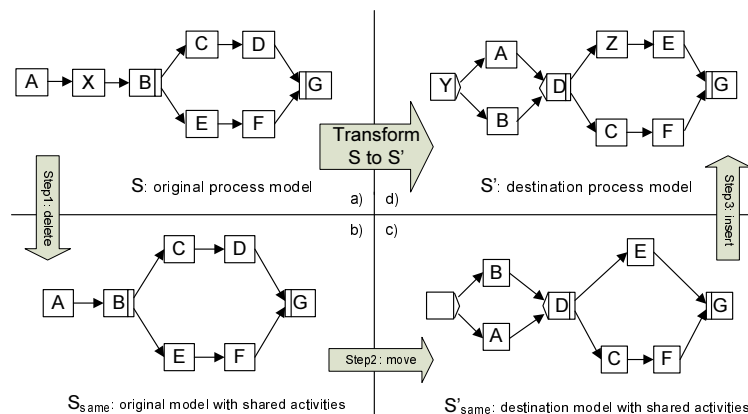 A X B C D E F G
S: original process model
a)
Transform
S to S'
Y A B D Z E C F G
S’: destination process model
d)
Step1: delete
Step3: insert
b)
A B C D E F G
Ssame: original model with shared activities
Step2: move
c)
B A D E C F G
S’same: destination model with shared activities